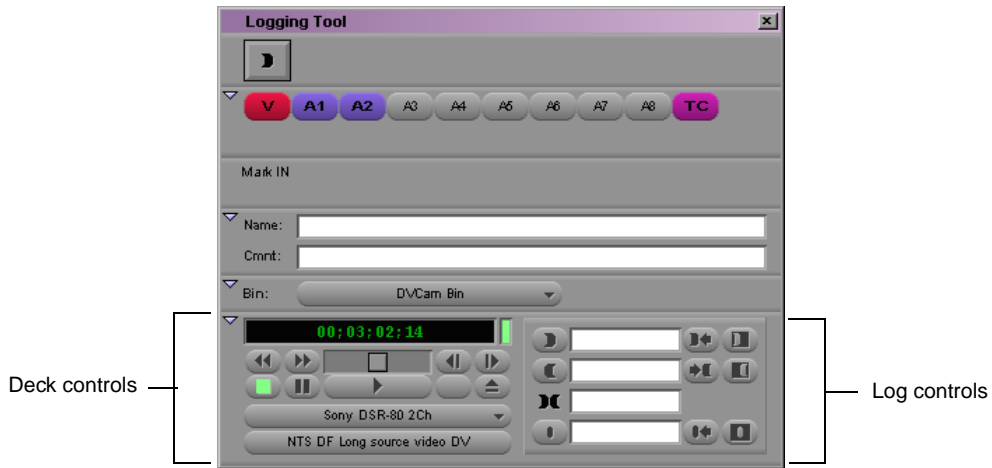 Logging Tool
V A1 A2 A3 A4 A5 A6 A7 A8 TC
Mark IN
Name:
Cmnt:
Bin: DVCam Bin
00;03;02;14
Deck controls
Log controls
Sony DSR-80 2Ch
NTS DF Long source video DV